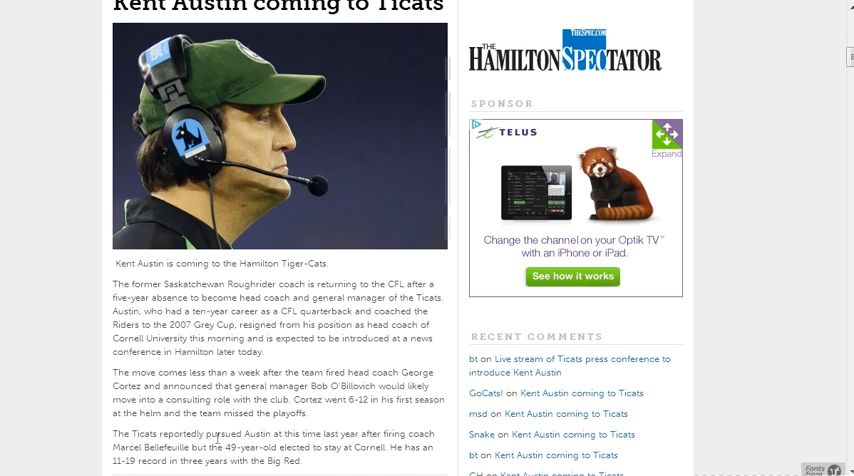 Kent Austin coming to Ticats
Kent Austin is coming to the Hamilton Tiger-Cats.
The former Saskatchewan Roughrider coach is returning to the CFL after a
five-year absence to become head coach and general manager of the Ticats.
Austin, who had a ten-year career as a CFL quarterback and coached the
Riders to the 2007 Grey Cup, resigned from his position as head coach of
Cornell University this morning and is expected to be introduced at a news
conference in Hamilton later today.
The move comes less than a week after the team fired head coach George
Cortez and announced that general manager Bob O'Billovich would likely
move into a consulting role with the club. Cortez went 6-12 in his first season
at the helm and the team missed the playoffs.
The Ticats reportedly pursued Austin at this time last year after firing coach
Marcel Bellefeuille but the 49-year-old elected to stay at Cornell. He has an
11-19 record in three years with the Big Red.
THESPEC.COM
THE
HAMILTON SPECTATOR
SPONSOR
TELUS
Expand
Change the channel on your Optik TV™
with an iPhone or iPad.
See how it works
RECENT COMMENTS
bt on Live stream of Ticats press conference to
introduce Kent Austin
GoCats! on Kent Austin coming to Ticats
msd on Kent Austin coming to Ticats
Snake on Kent Austin coming to Ticats
bt on Kent Austin coming to Ticats
on Kent Austin coming to Ticats
Fonts from